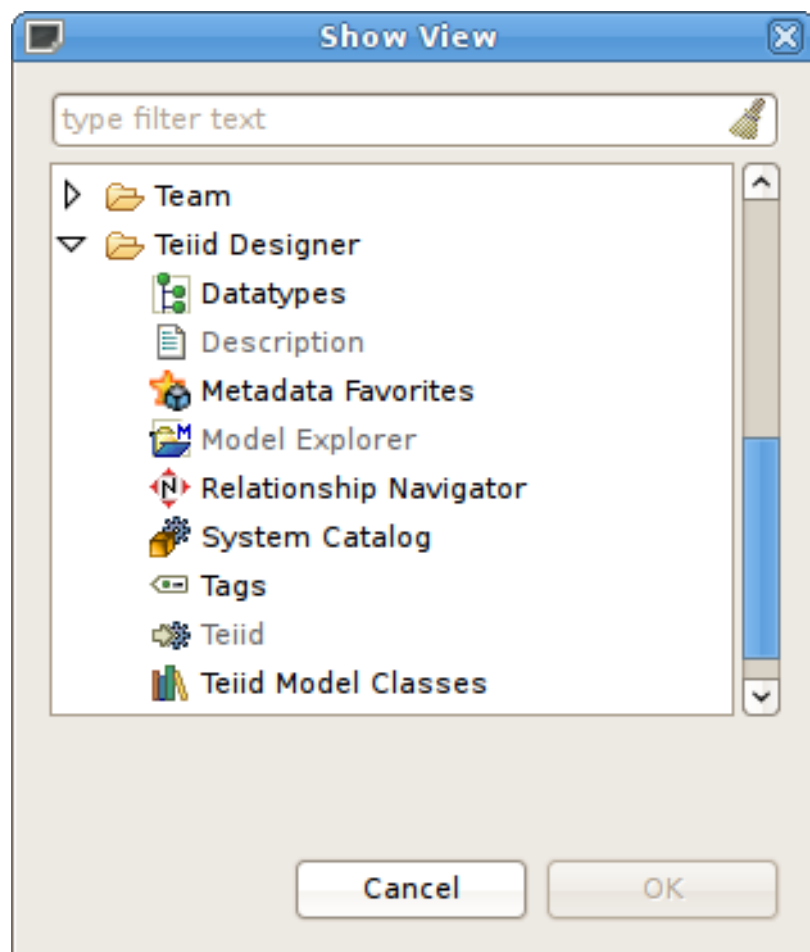 Show View
type filter text
Team
Teiid Designer
Datatypes
Description
Metadata Favorites
Model Explorer
Relationship Navigator
System Catalog
Tags
Teiid
Teiid Model Classes
Cancel OK